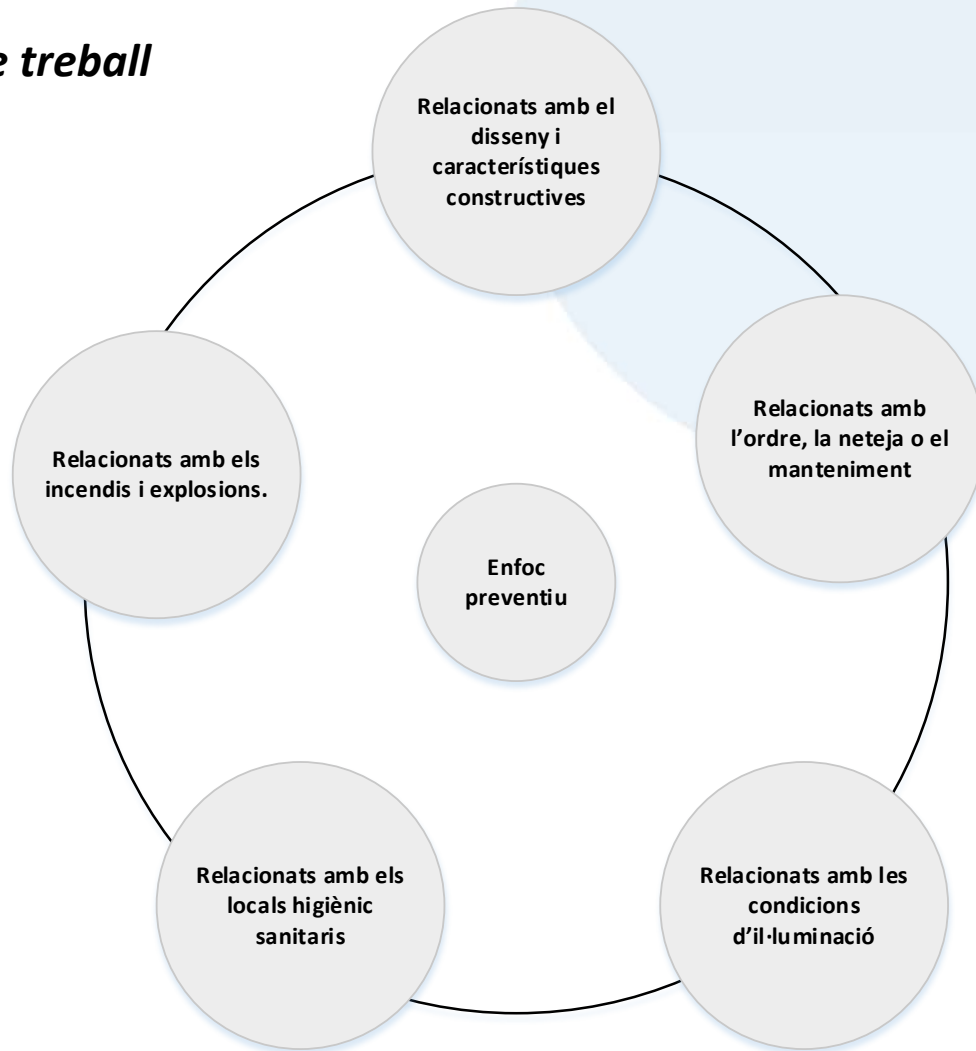 e treball
Relacionats amb el
disseny i
característiques
constructives
Relacionats amb
l’ordre, la neteja o el
manteniment
Relacionats amb els
incendis i explosions.
Enfoc
preventiu
Relacionats amb els
locals higiènic
sanitaris
Relacionats amb les
condicions
d’il·luminació